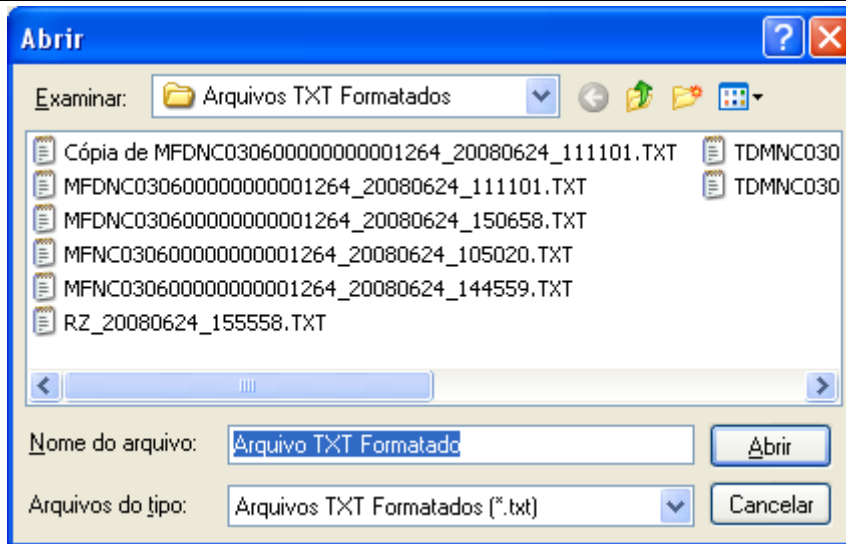 Abrir
Examinar: Arquivos TXT Formatados
Cópia de MFDNC030600000000001264_20080624_111101.TXT TDMNC030
MFDNC030600000000001264_20080624_111101.TXT TDMNC030
MFDNC030600000000001264_20080624_150658.TXT
MFNC030600000000001264_20080624_105020.TXT
MFNC030600000000001264_20080624_144559.TXT
RZ_20080624_155558.TXT
Nome do arquivo: Arquivo TXT Formatado Abrir
Arquivos do tipo: Arquivos TXT Formatados (*.txt) Cancelar